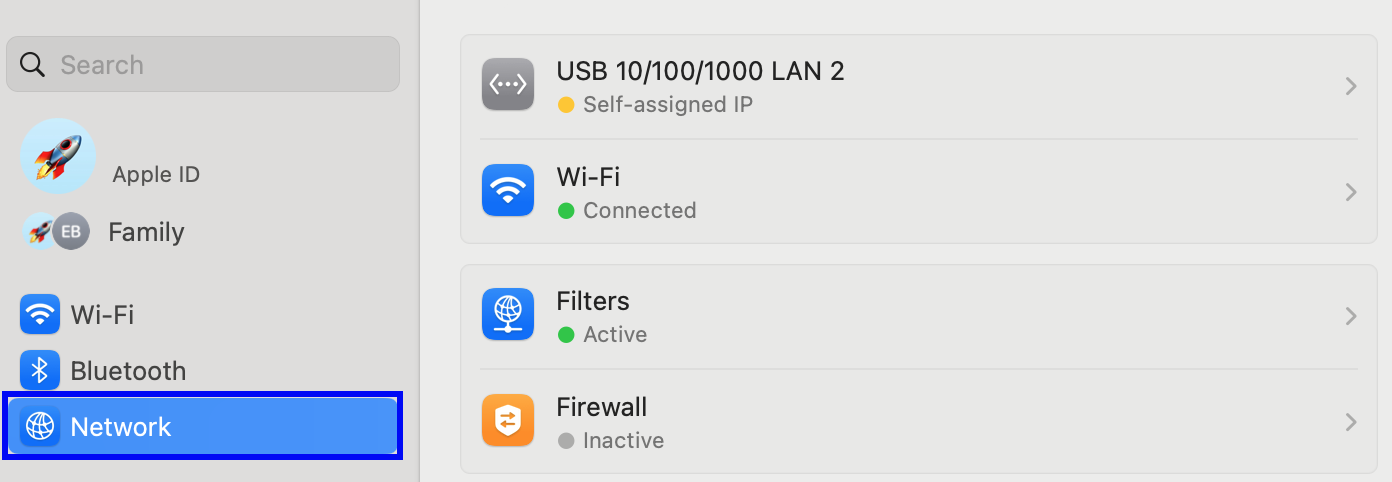 Search
Apple ID
EB
Family
Wi-Fi
Bluetooth
Network
USB 10/100/1000 LAN 2
Self-assigned IP
Wi-Fi
Connected
Filters
Active
Firewall
Inactive